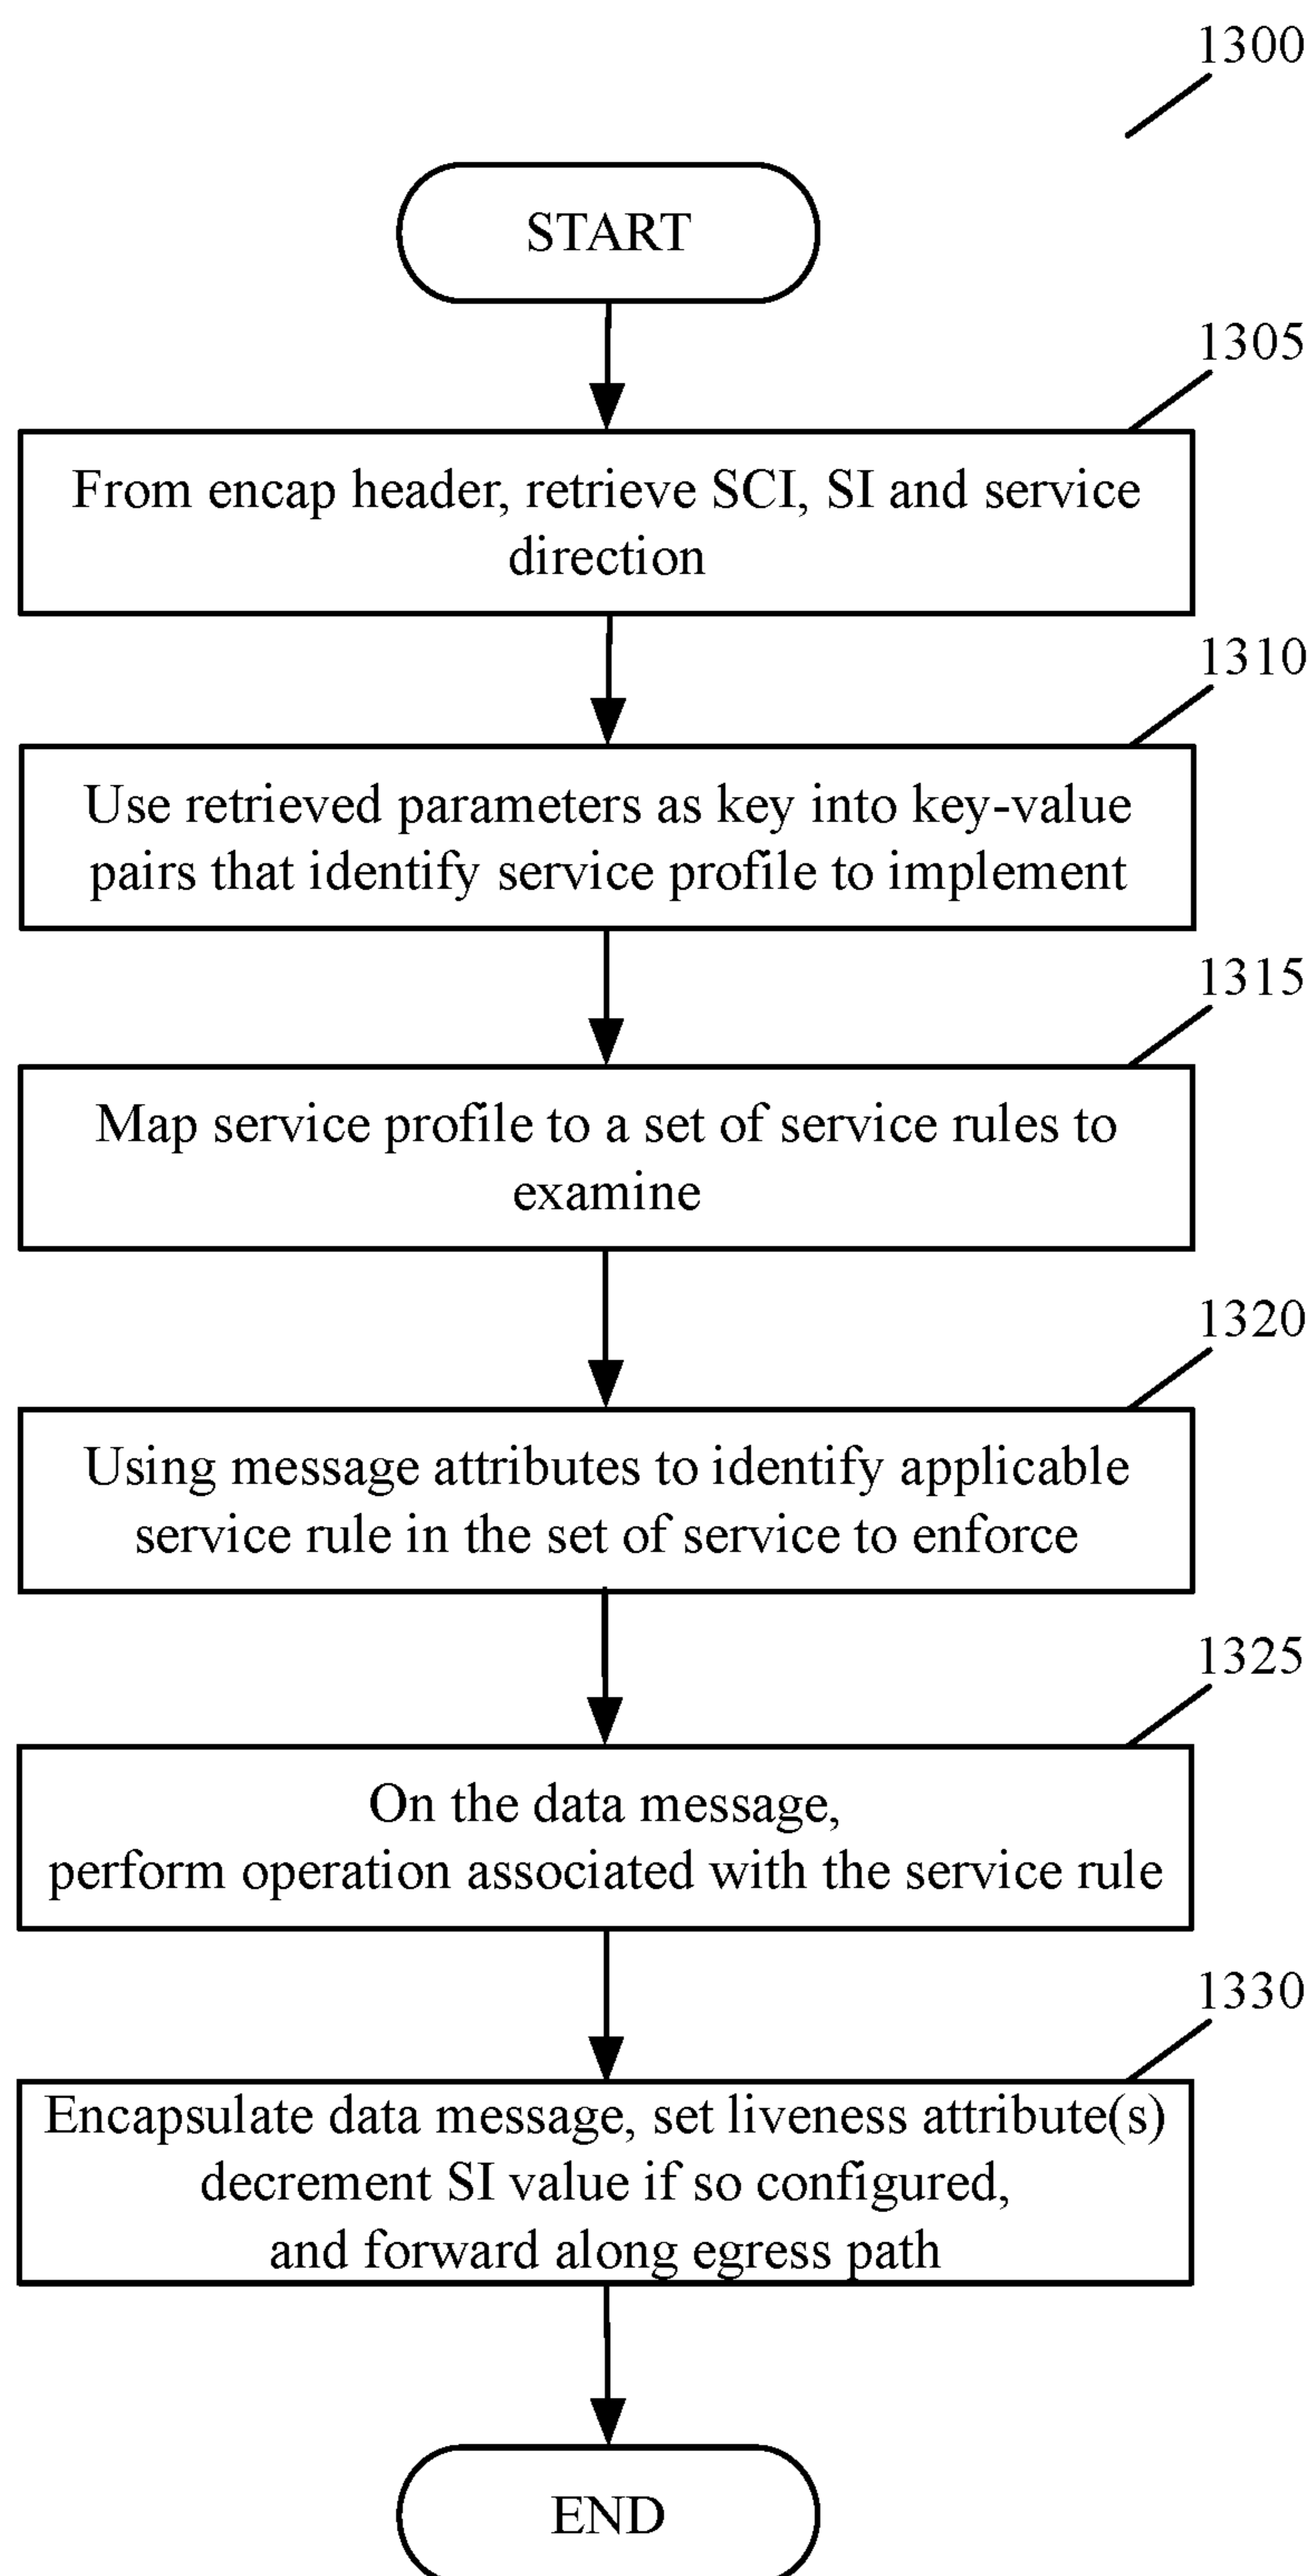 1300
START
1305
From encap header, retrieve SCI, SI and service
direction
1310
Use retrieved parameters as key into key-value
pairs that identify service profile to implement
1315
Map service profile to a set of service rules to
examine
1320
Using message attributes to identify applicable
service rule in the set of service to enforce
1325
On the data message,
perform operation associated with the service rule
1330
Encapsulate data message, set liveness attribute(s)
decrement SI value if so configured,
and forward along egress path
END